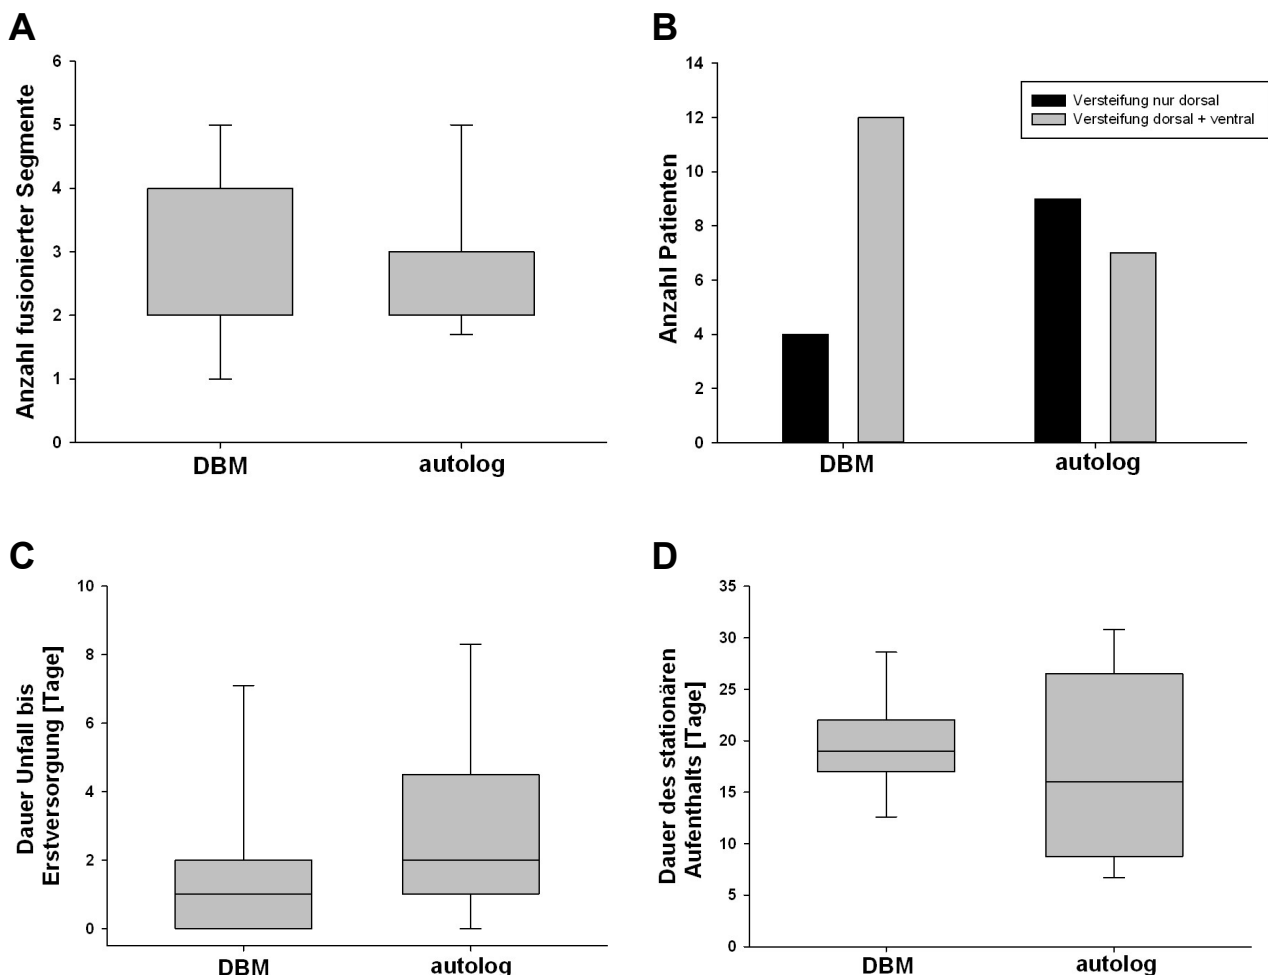 A
Anzahl fusionierter Segmente
6
5
4
3
2
1
0
DBM
autolog
B
Anzahl Patienten
14
12
10
8
6
4
2
0
Versteifung nur dorsal
Versteifung dorsal + ventral
DBM
autolog
C
Dauer Unfall bis
Erstversorgung [Tage]
10
8
6
4
2
0
DBM
autolog
D
Dauer des stationären
Aufenthalts [Tage]
35
30
25
20
15
10
5
0
DBM
autolog